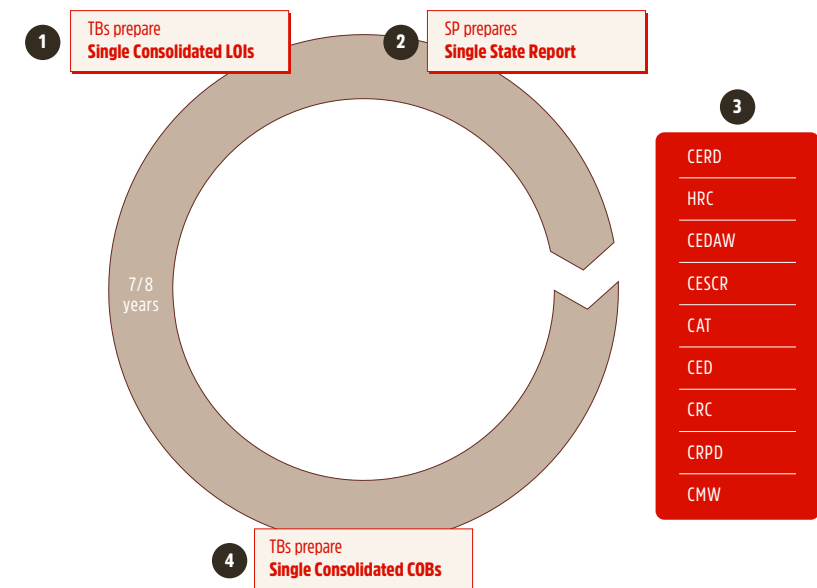 1
TBs prepare
Single Consolidated LOIs
2
SP prepares
Single State Report
3
CERD
HRC
CEDAW
CESCR
CAT
CED
CRC
CRPD
CMW
7/8
years
4
TBs prepare
Single Consolidated COBs